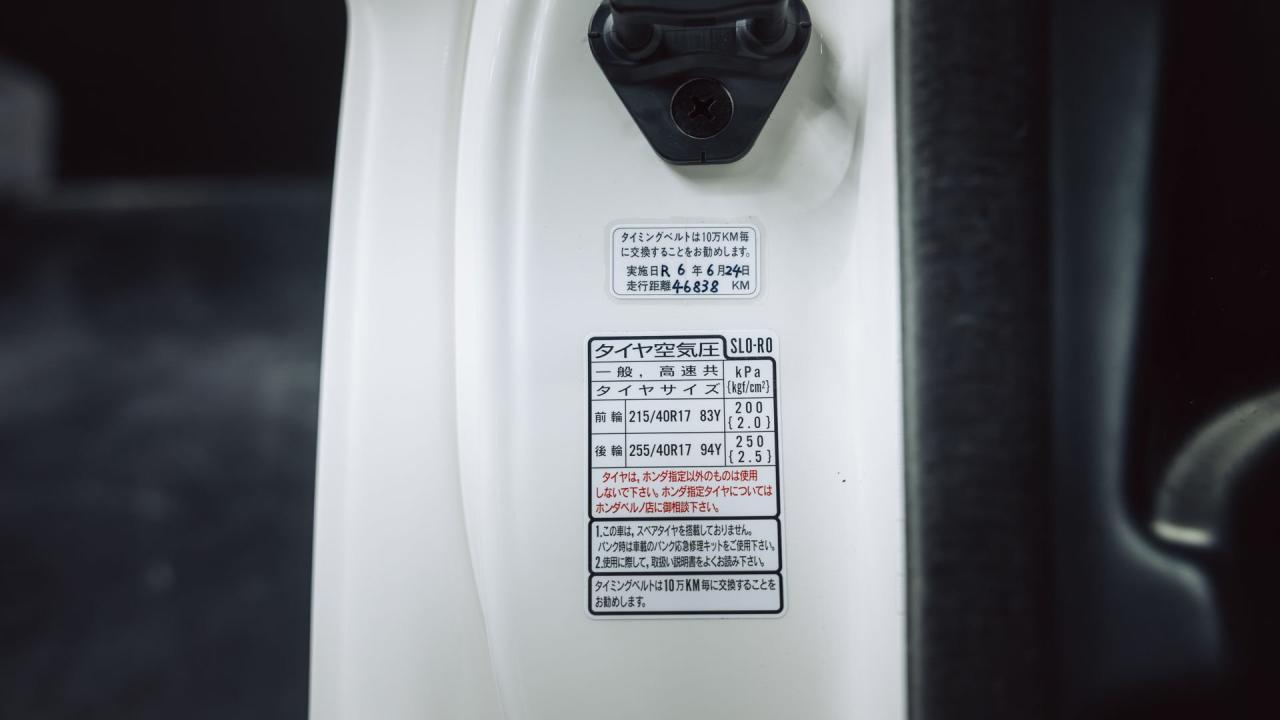 タイミングベルトは10万KM毎
に交換することをお勧めします。
実施日R 6 年 6月24日
走行距離46838 KM
タイヤ空気圧 SL0-R0
一般，高速共 kPa
タイヤサイズ {kgf/cm²}
前輪 215/40R17 83Y 200 {2.0}
後輪 255/40R17 94Y 250 {2.5}
タイヤは，ホンダ指定以外のものは使用
しないで下さい。ホンダ指定タイヤについては
ホンダベルノ店に御相談下さい。
1.この車は，スペアタイヤを搭載しておりません。
パンク時は車載のパンク応急修理キットをご使用下さい。
2.使用に際して，取扱い説明書をよくお読み下さい。
タイミングベルトは10万KM毎に交換することを
お勧めします。